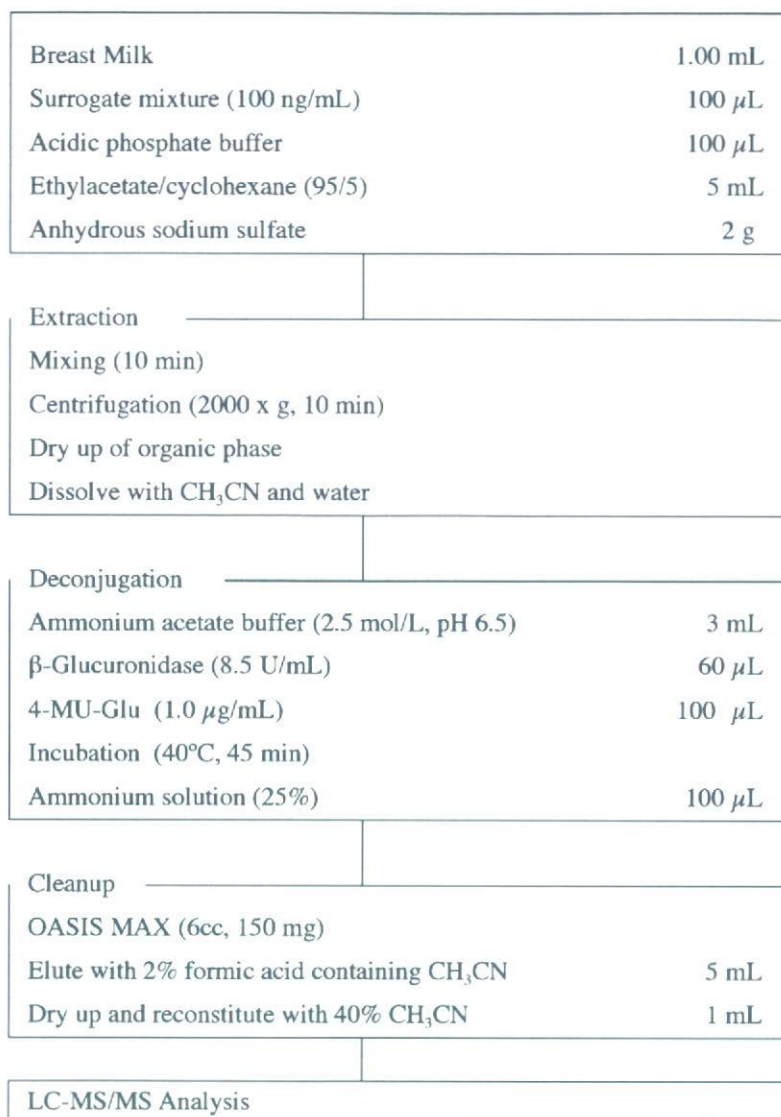 Breast Milk 1.00 mL
Surrogate mixture (100 ng/mL) 100 μL
Acidic phosphate buffer 100 μL
Ethylacetate/cyclohexane (95/5) 5 mL
Anhydrous sodium sulfate 2 g
Extraction
Mixing (10 min)
Centrifugation (2000 x g, 10 min)
Dry up of organic phase
Dissolve with CH₃CN and water
Deconjugation
Ammonium acetate buffer (2.5 mol/L, pH 6.5) 3 mL
β-Glucuronidase (8.5 U/mL) 60 μL
4-MU-Glu (1.0 μg/mL) 100 μL
Incubation (40°C, 45 min)
Ammonium solution (25%) 100 μL
Cleanup
OASIS MAX (6cc, 150 mg)
Elute with 2% formic acid containing CH₃CN 5 mL
Dry up and reconstitute with 40% CH₃CN 1 mL
LC-MS/MS Analysis